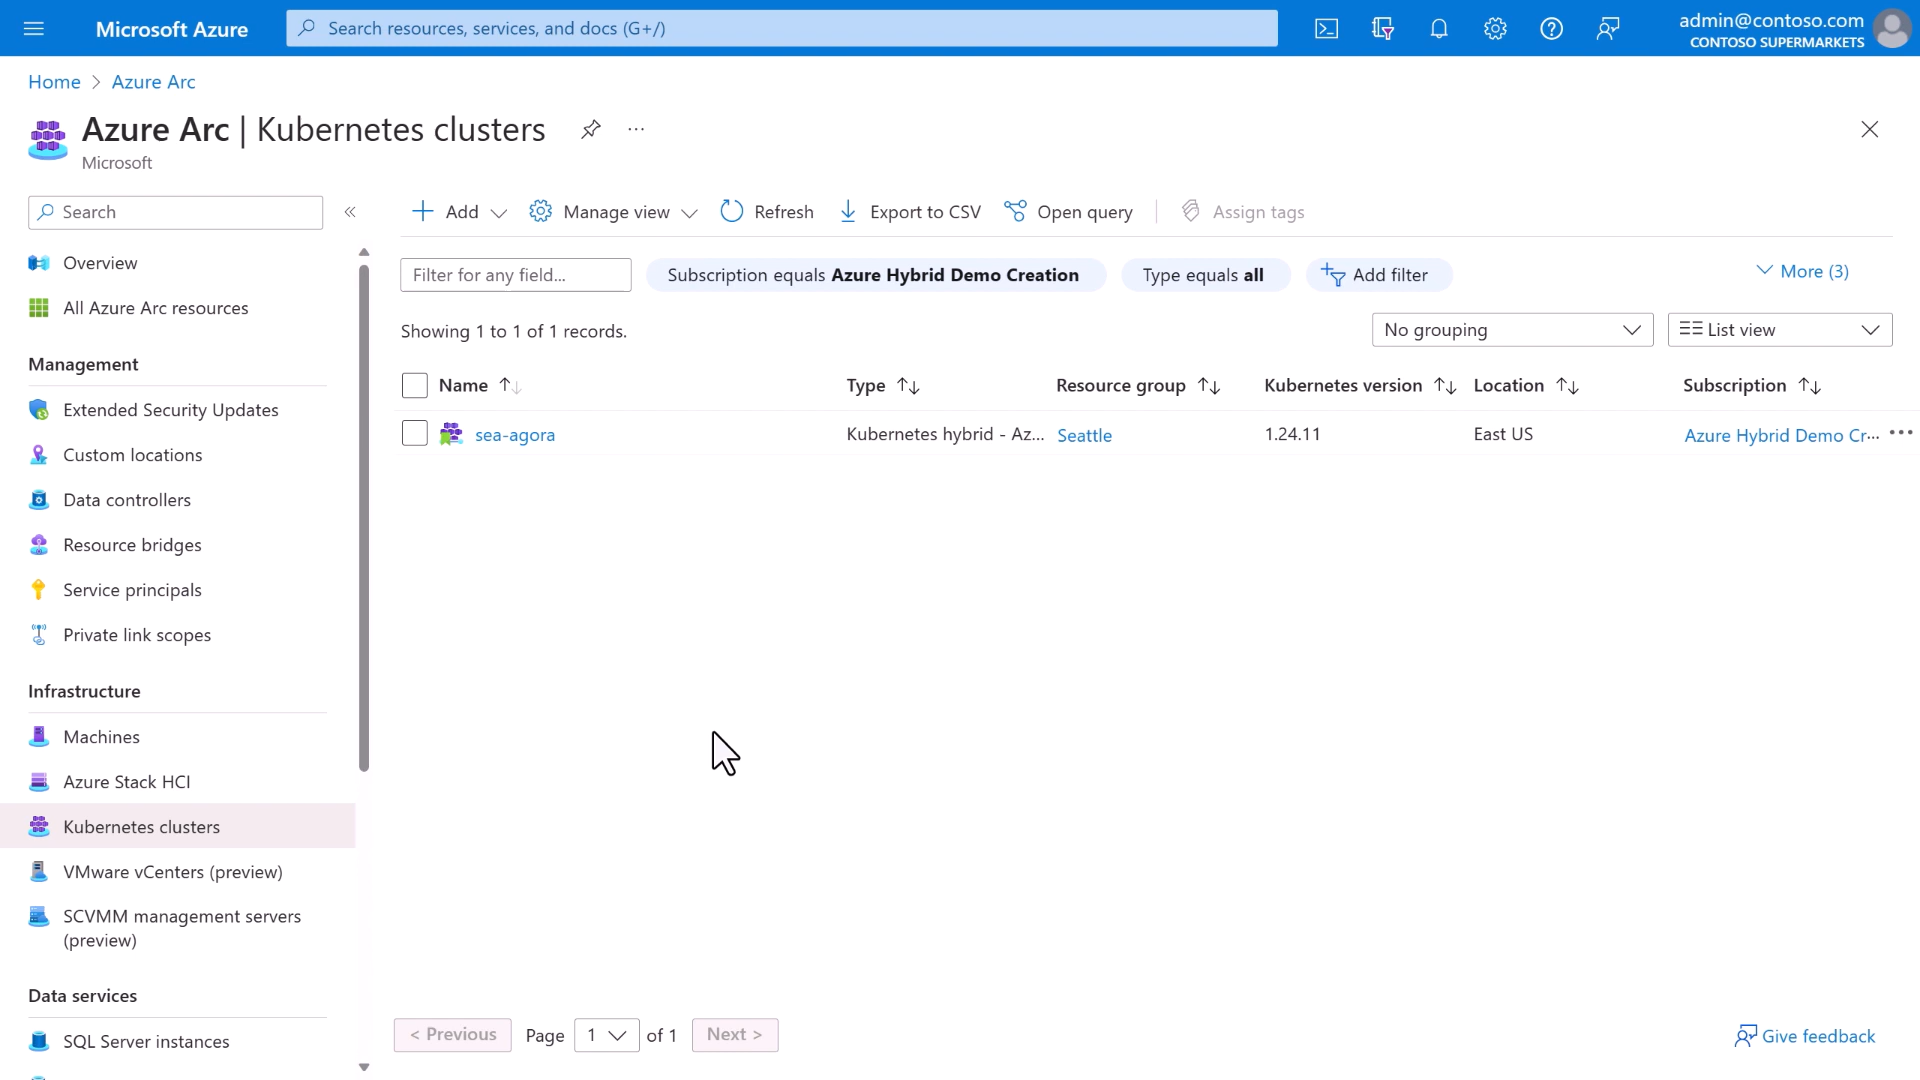 Microsoft Azure
Search resources, services, and docs (G+/)
admin@contoso.com
CONTOSO SUPERMARKETS
Home > Azure Arc
Azure Arc | Kubernetes clusters
Microsoft
Search
Overview
All Azure Arc resources
Management
Extended Security Updates
Custom locations
Data controllers
Resource bridges
Service principals
Private link scopes
Infrastructure
Machines
Azure Stack HCI
Kubernetes clusters
VMware vCenters (preview)
SCVMM management servers
(preview)
Data services
SQL Server instances
Add Manage view Refresh Export to CSV Open query Assign tags
Filter for any field... Subscription equals Azure Hybrid Demo Creation Type equals all Add filter More (3)
Showing 1 to 1 of 1 records. No grouping List view
Name Type Resource group Kubernetes version Location Subscription
sea-agora Kubernetes hybrid - Az... Seattle 1.24.11 East US Azure Hybrid Demo Cr...
< Previous Page 1 of 1 Next > Give feedback